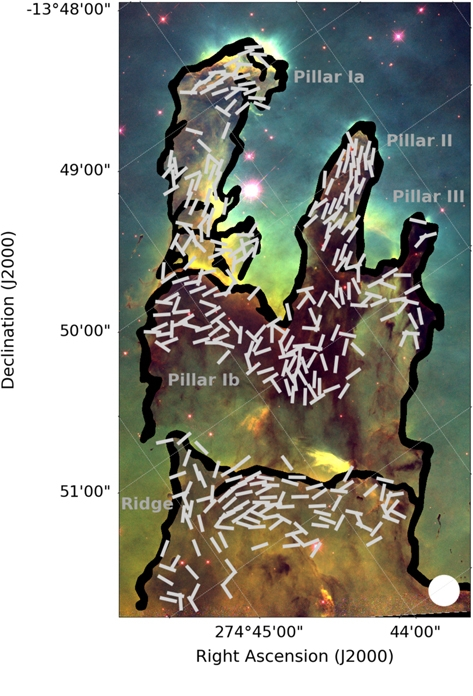 -13°48'00"
Pillar Ia
Pillar II
49'00"
Pillar III
Declination (J2000)
50'00"
Pillar Ib
51'00"
Ridge
274°45'00" 44'00"
Right Ascension (J2000)